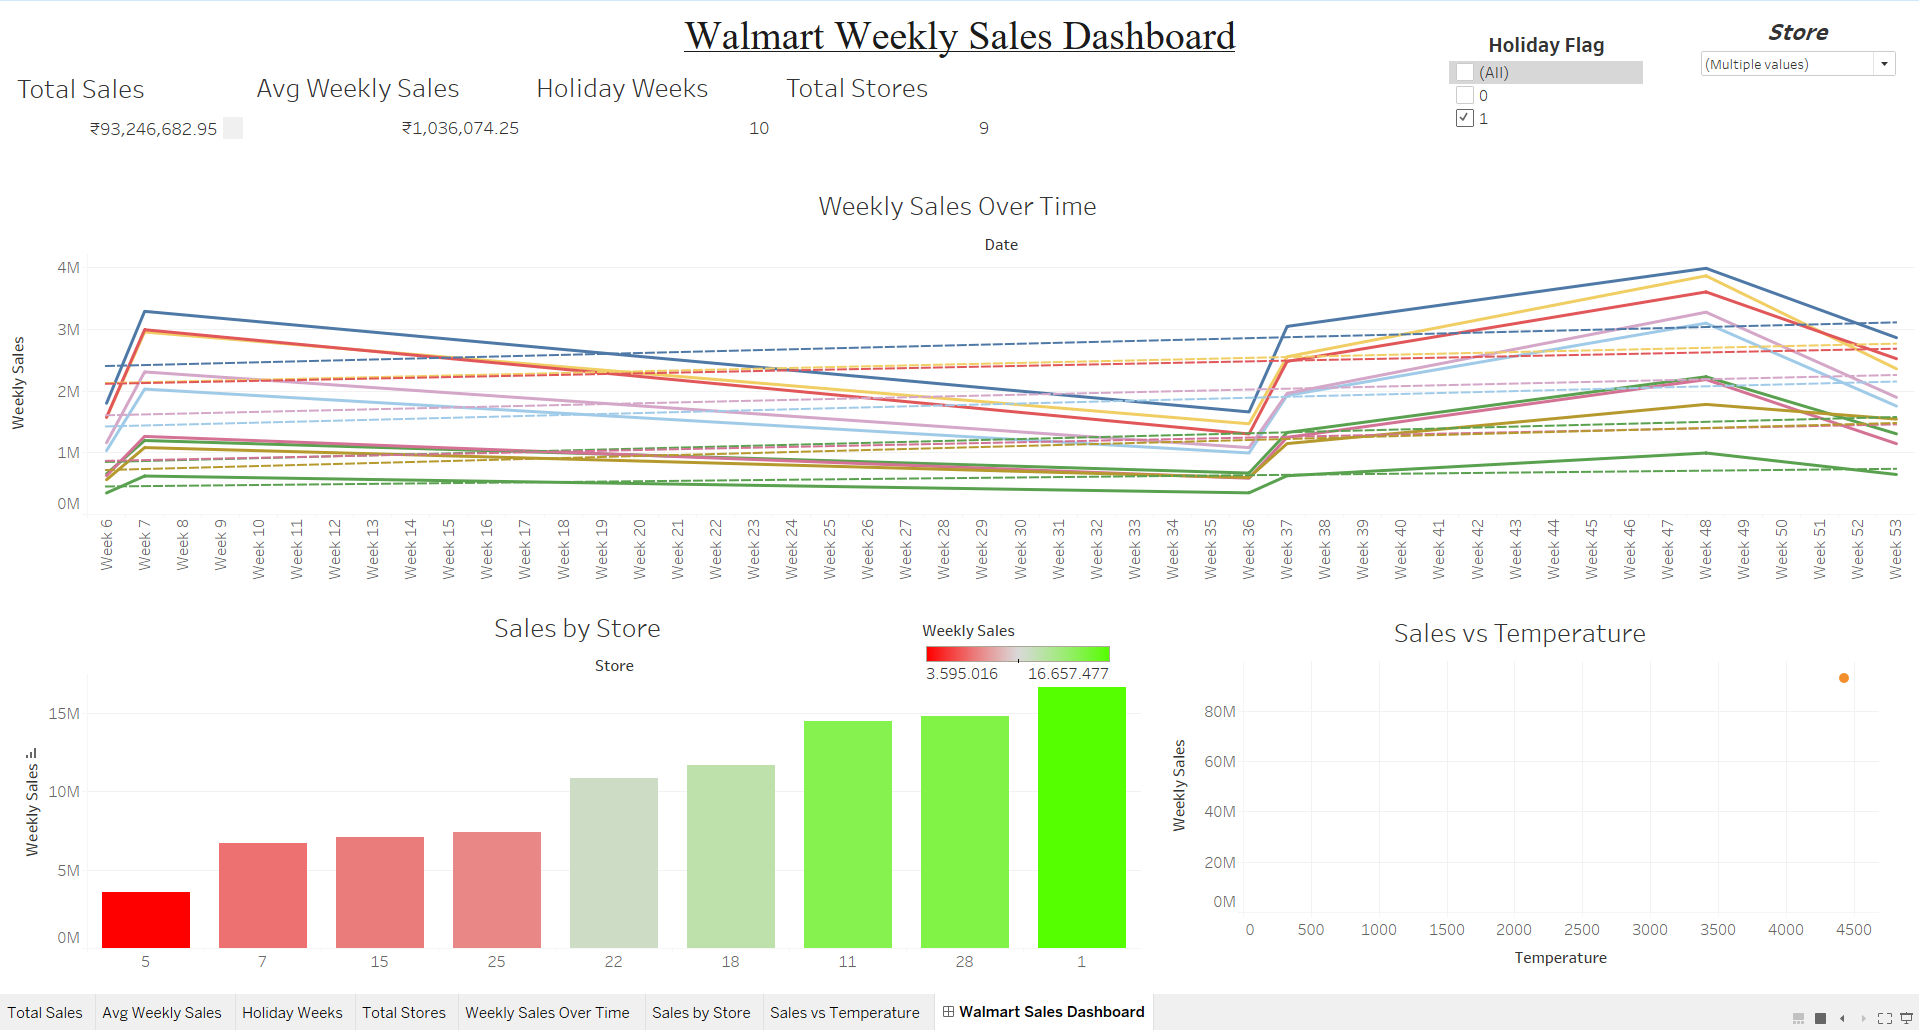 Walmart Weekly Sales Dashboard
Holiday Flag
(All)
0
1
Store
(Multiple values)
Total Sales
₹93,246,682.95
Avg Weekly Sales
₹1,036,074.25
Holiday Weeks
10
Total Stores
9
Weekly Sales Over Time
Date
Weekly Sales
4M
3M
2M
1M
0M
Week 6
Week 7
Week 8
Week 9
Week 10
Week 11
Week 12
Week 13
Week 14
Week 15
Week 16
Week 17
Week 18
Week 19
Week 20
Week 21
Week 22
Week 23
Week 24
Week 25
Week 26
Week 27
Week 28
Week 29
Week 30
Week 31
Week 32
Week 33
Week 34
Week 35
Week 36
Week 37
Week 38
Week 39
Week 40
Week 41
Week 42
Week 43
Week 44
Week 45
Week 46
Week 47
Week 48
Week 49
Week 50
Week 51
Week 52
Week 53
Sales by Store
Store
Weekly Sales
3.595.016 16.657.477
Weekly Sales
15M
10M
5M
0M
5 7 15 25 22 18 11 28 1
Sales vs Temperature
Weekly Sales
80M
60M
40M
20M
0M
0 500 1000 1500 2000 2500 3000 3500 4000 4500
Temperature
Total Sales Avg Weekly Sales Holiday Weeks Total Stores Weekly Sales Over Time Sales by Store Sales vs Temperature Walmart Sales Dashboard